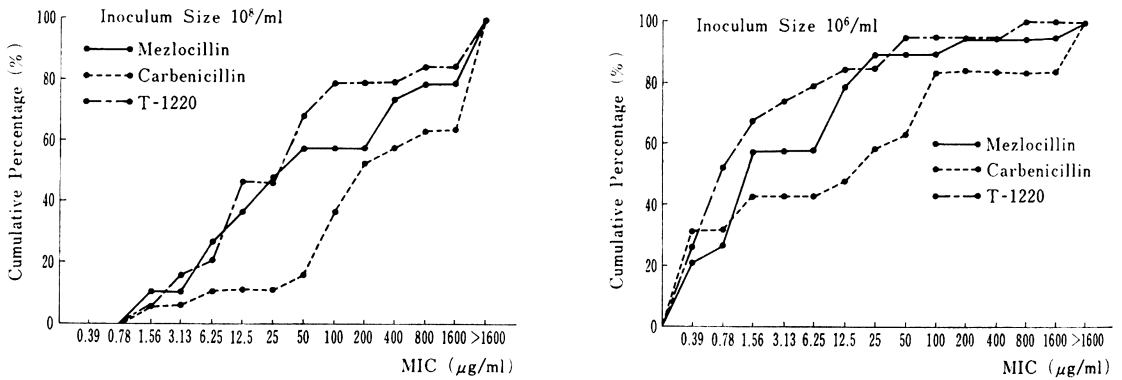 Inoculum Size 10⁸/ml
Mezlocillin
Carbenicillin
T-1220
Cumulative Percentage (%)
100
80
60
40
20
0
0.39 0.78 1.56 3.13 6.25 12.5 25 50 100 200 400 800 1600 >1600
MIC (μg/ml)
Inoculum Size 10⁶/ml
Mezlocillin
Carbenicillin
T-1220
Cumulative Percentage (%)
100
80
60
40
20
0
0.39 0.78 1.56 3.13 6.25 12.5 25 50 100 200 400 800 1600 >1600
MIC (μg/ml)